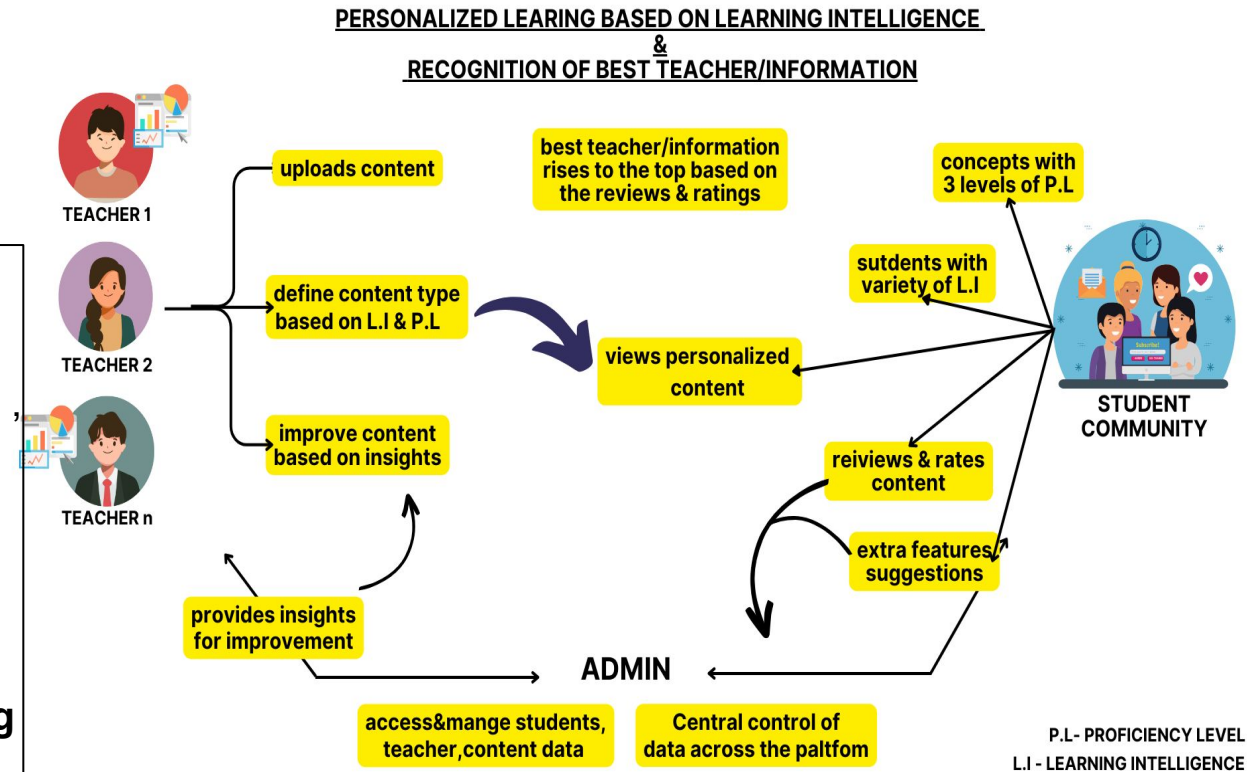 PERSONALIZED LEARING BASED ON LEARNING INTELLIGENCE
&
RECOGNITION OF BEST TEACHER/INFORMATION
TEACHER 1
TEACHER 2
,
TEACHER n
g
uploads content
define content type
based on L.I & P.L
improve content
based on insights
provides insights
for improvement
best teacher/information
rises to the top based on
the reviews & ratings
views personalized
content
concepts with
3 levels of P.L
sutdents with
variety of L.I
reiviews & rates
content
extra features
suggestions
STUDENT
COMMUNITY
Subscribe!
ADMIN
access&mange students,
teacher,content data
Central control of
data across the paltfom
P.L- PROFICIENCY LEVEL
L.I - LEARNING INTELLIGENCE